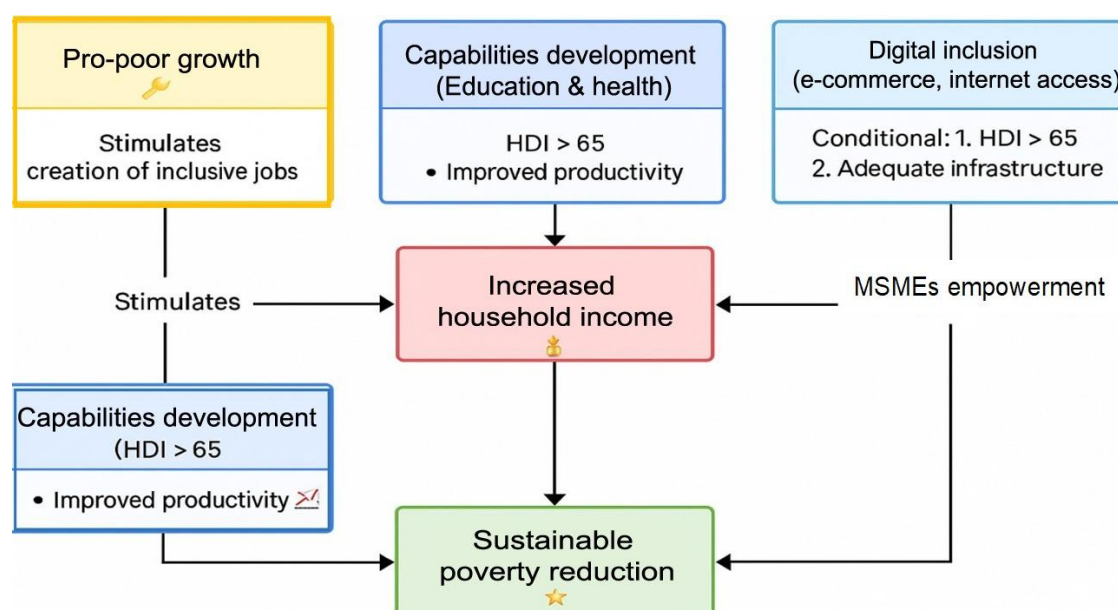 Pro-poor growth
Stimulates
creation of inclusive jobs
Capabilities development
(Education & health)
HDI > 65
• Improved productivity
Digital inclusion
(e-commerce, internet access)
Conditional: 1. HDI > 65
2. Adequate infrastructure
Stimulates
Increased
household income
MSMEs empowerment
Capabilities development
(HDI > 65
• Improved productivity
Sustainable
poverty reduction